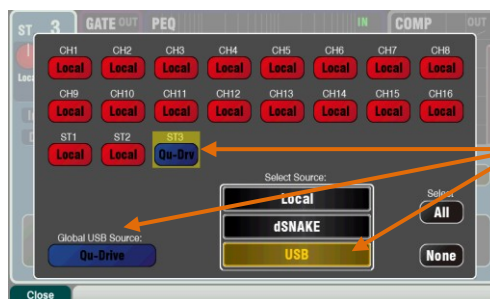 ST 3 GATE OUT PEQ IN COMP OUT
CH1 CH2 CH3 CH4 CH5 CH6 CH7 CH8
Local Local Local Local Local Local Local Local
CH9 CH10 CH11 CH12 CH13 CH14 CH15 CH16
Local Local Local Local Local Local Local Local
ST1 ST2 ST3
Local Local Qu-Drv
Select Source:
Local
dSNAKE
USB
Select
All
None
Global USB Source:
Qu-Drive
Close